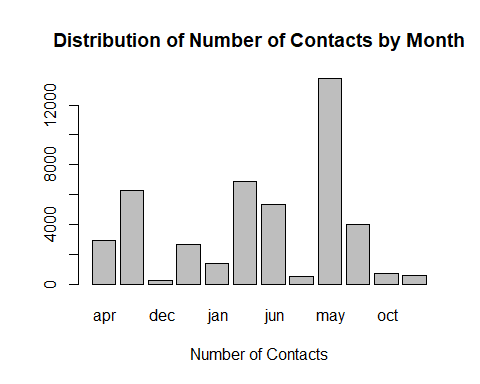 Distribution of Number of Contacts by Month
12000
8000
4000
0
apr dec jan jun may oct
Number of Contacts